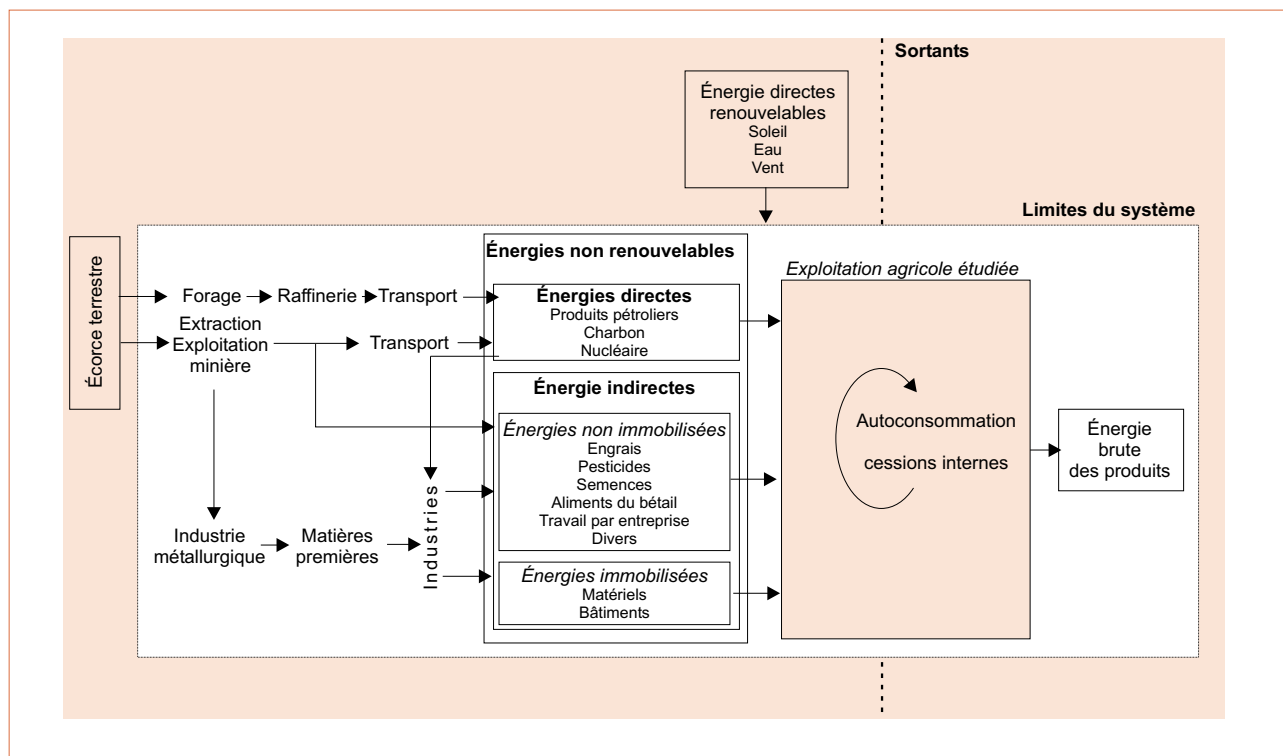 Sortants
Énergie directes
renouvelables
Soleil
Eau
Vent
Limites du système
Écorce terrestre
Énergies non renouvelables
Exploitation agricole étudiée
Forage
Raffinerie
Transport
Énergies directes
Produits pétroliers
Charbon
Nucléaire
Extraction
Exploitation
minière
Transport
Énergie indirectes
Énergies non immobilisées
Engrais
Pesticides
Semences
Aliments du bétail
Travail par entreprise
Divers
Autoconsommation
cessions internes
Énergie
brute
des produits
Industrie
métallurgique
Matières
premières
Industries
Énergies immobilisées
Matériels
Bâtiments